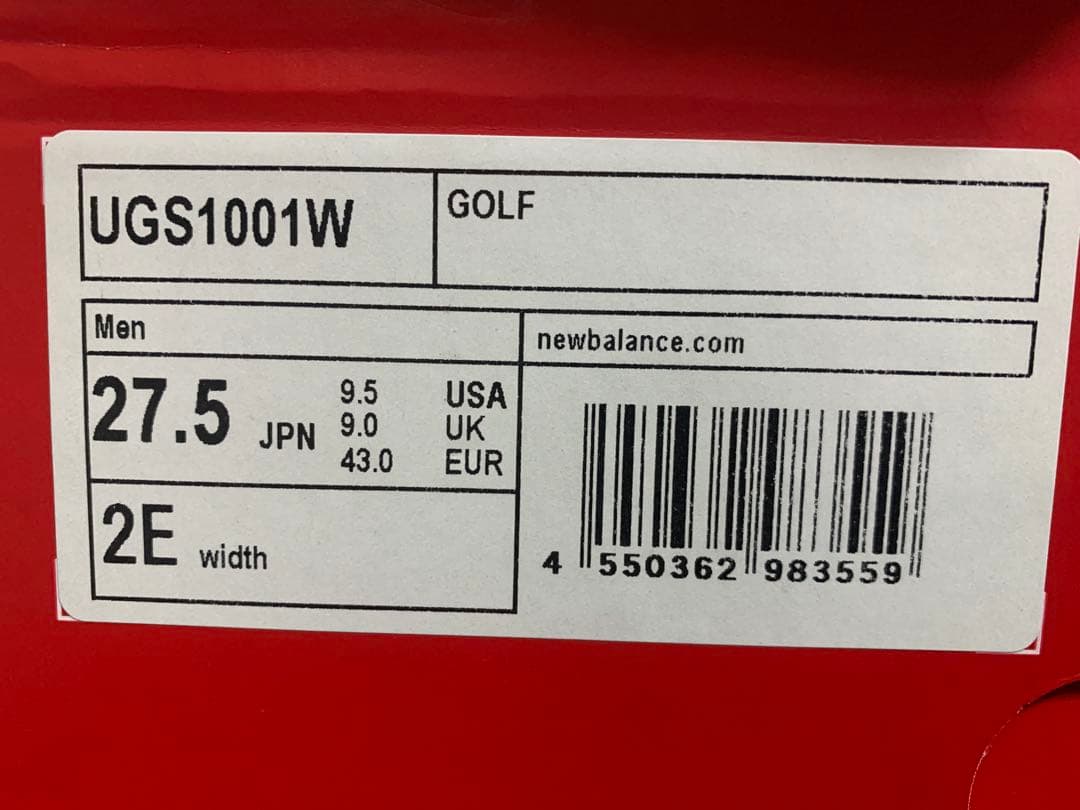 UGS1001W
GOLF
Men
newbalance.com
27.5 JPN
9.5 USA
9.0 UK
43.0 EUR
2E width
4 550362 983559